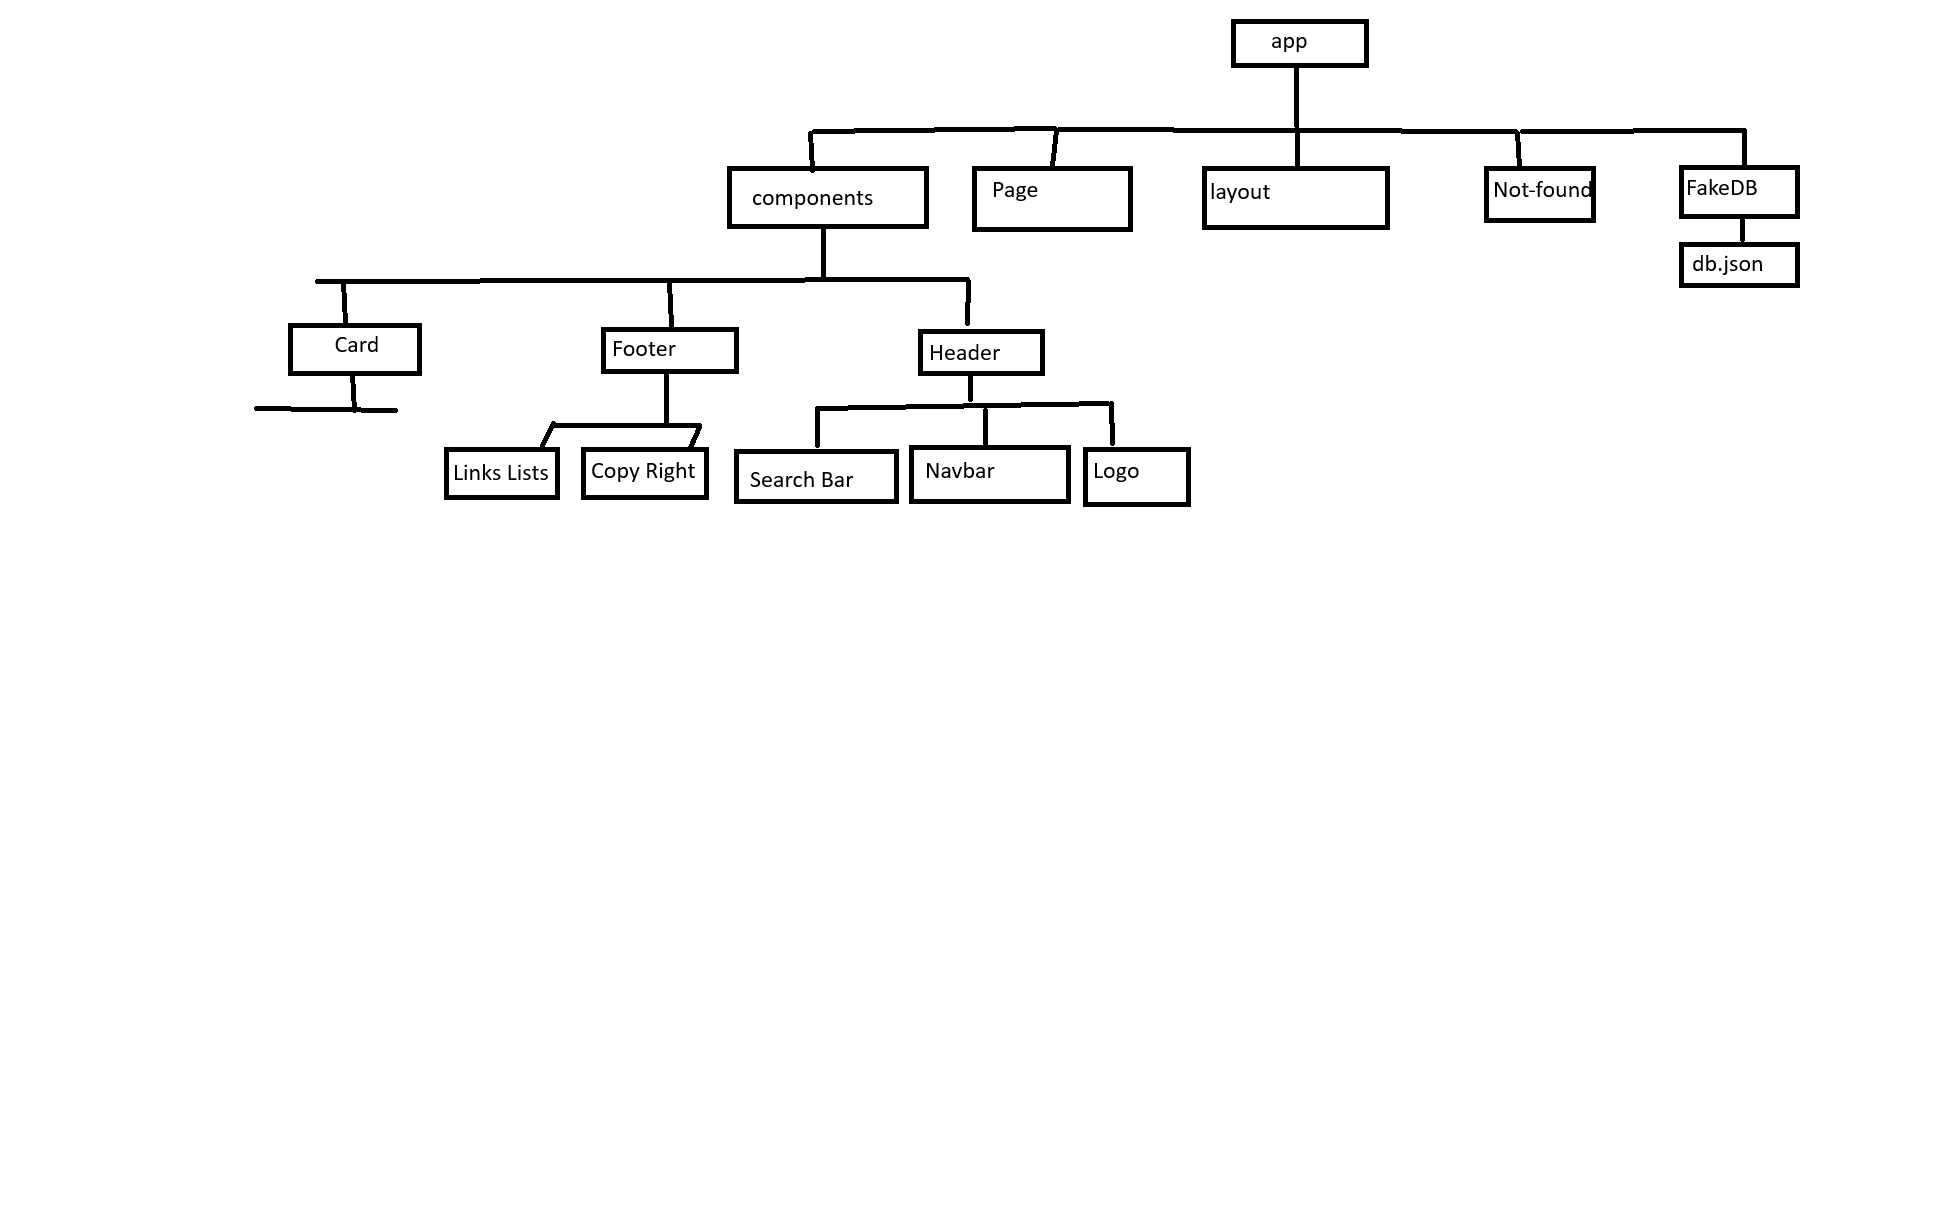 app
components
Page
layout
Not-found
FakeDB
db.json
Card
Footer
Header
Links Lists
Copy Right
Search Bar
Navbar
Logo